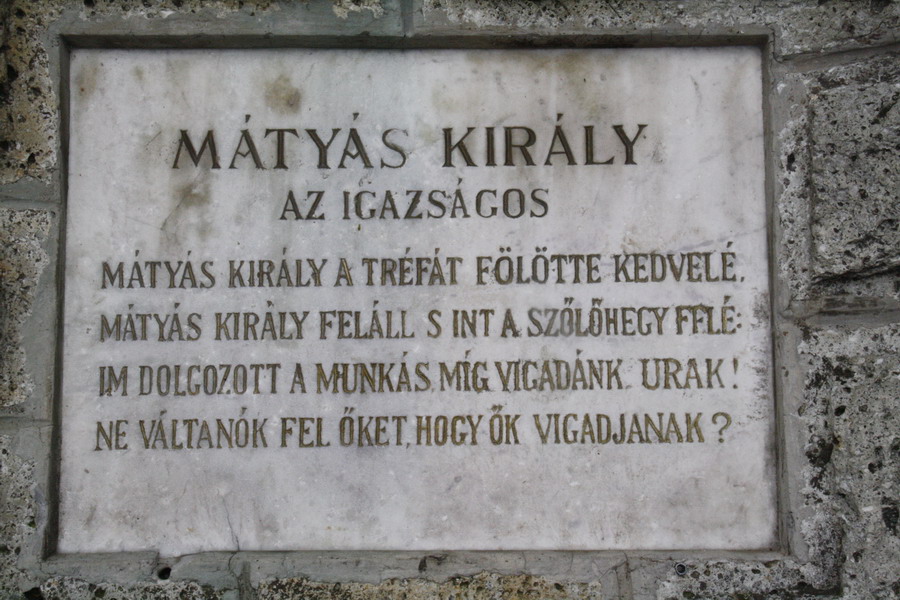 MÁTYÁS KIRÁLY
AZ IGAZSÁGOS
MÁTYÁS KIRÁLY A TRÉFÁT FÖLÖTTE KEDVELÉ,
MÁTYÁS KIRÁLY FELÁLL S INT A SZŐLŐHEGY FELÉ:
IM DOLGOZOTT A MUNKÁS, MÍG VIGADÁNK URAK!
NE VÁLTANÓK FEL ŐKET, HOGY ŐK VIGADJANAK?